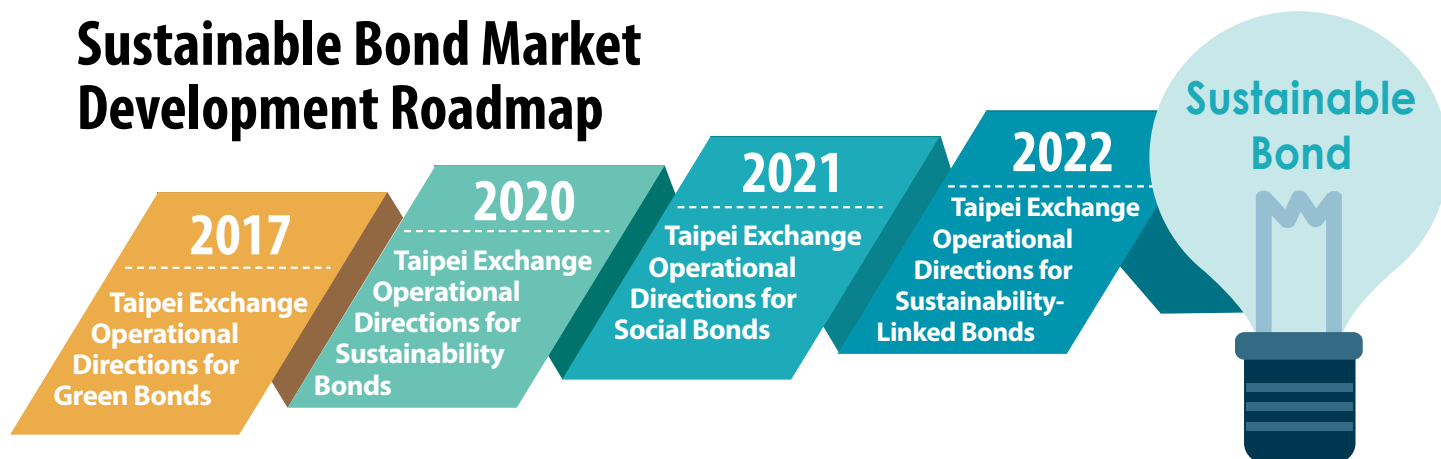 Sustainable Bond Market
Development Roadmap
2017
Taipei Exchange
Operational
Directions for
Green Bonds
2020
Taipei Exchange
Operational
Directions for
Sustainability
Bonds
2021
Taipei Exchange
Operational
Directions for
Social Bonds
2022
Taipei Exchange
Operational
Directions for
Sustainability-
Linked Bonds
Sustainable
Bond